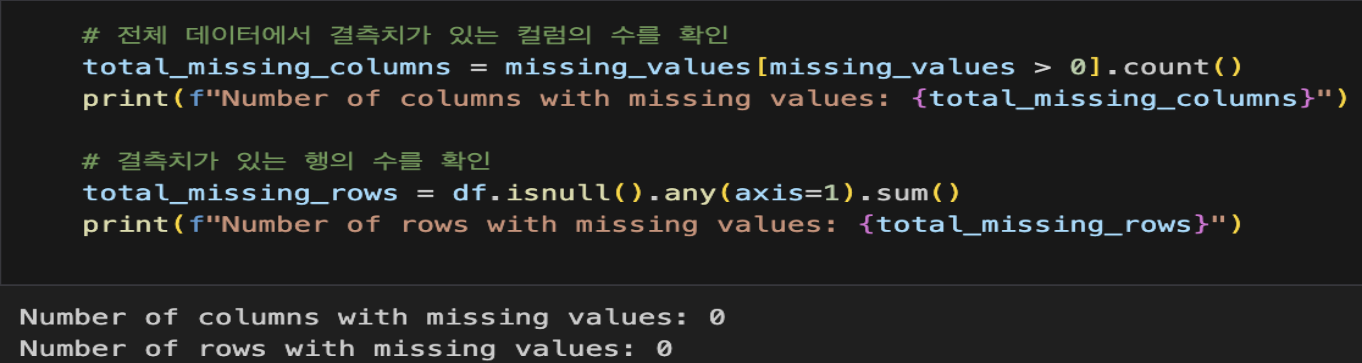 # 전체 데이터에서 결측치가 있는 컬럼의 수를 확인
total_missing_columns = missing_values[missing_values > 0].count()
print(f"Number of columns with missing values: {total_missing_columns}")
# 결측치가 있는 행의 수를 확인
total_missing_rows = df.isnull().any(axis=1).sum()
print(f"Number of rows with missing values: {total_missing_rows}")
Number of columns with missing values: 0
Number of rows with missing values: 0